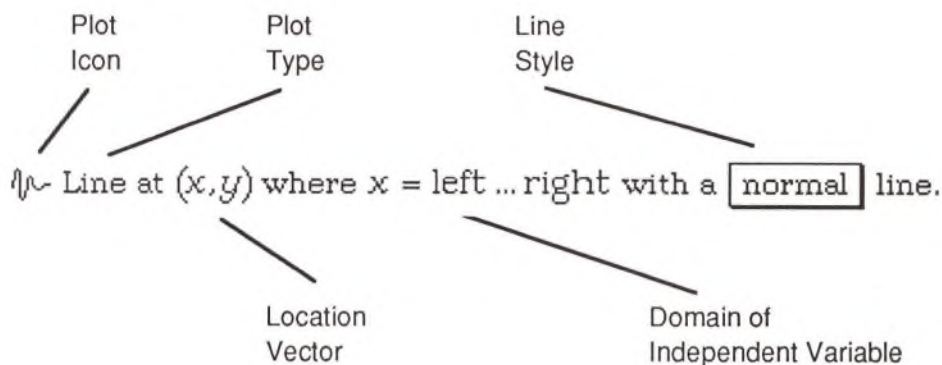 Plot Icon
Plot Type
Line Style
Line at (x,y) where x = left ... right with a normal line.
Location Vector
Domain of Independent Variable